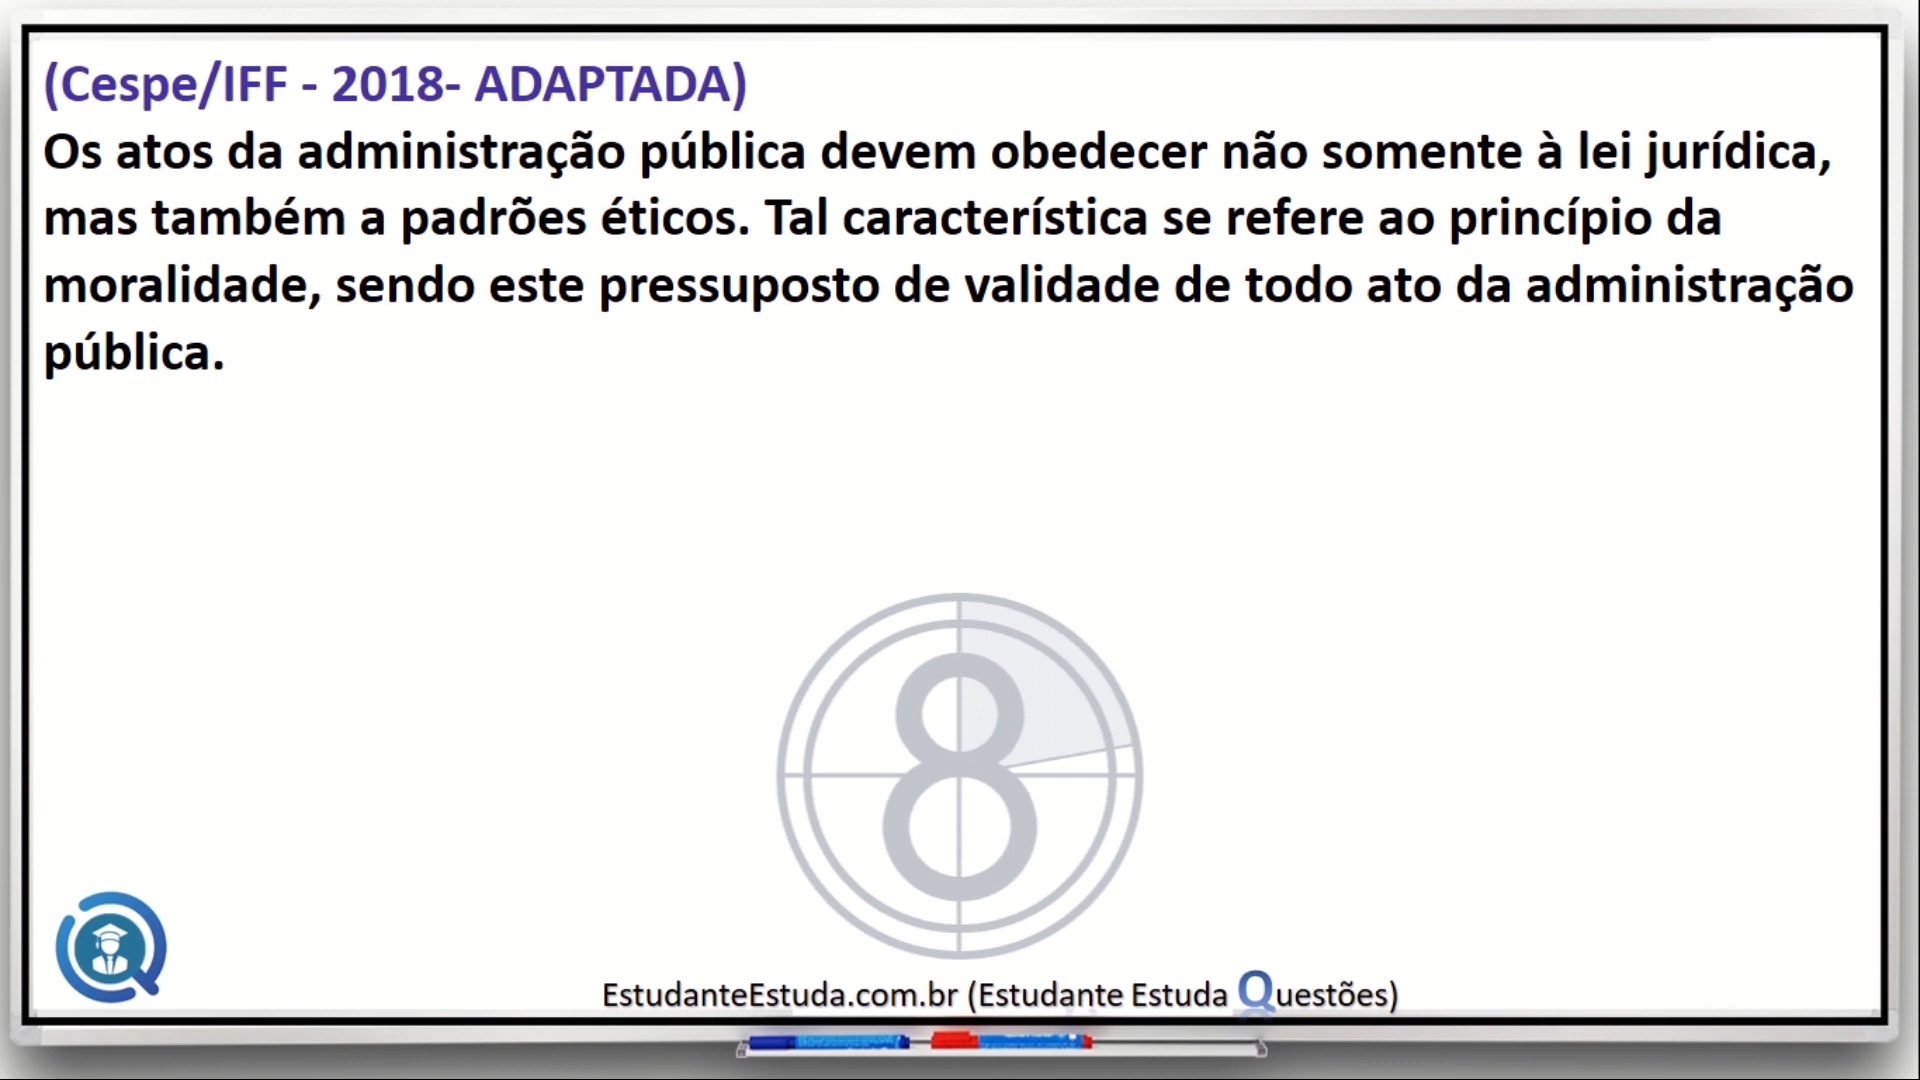 (Cespe/IFF - 2018- ADAPTADA)
Os atos da administração pública devem obedecer não somente à lei jurídica,
mas também a padrões éticos. Tal característica se refere ao princípio da
moralidade, sendo este pressuposto de validade de todo ato da administração
pública.
8
EstudanteEstuda.com.br (Estudante Estuda Questões)